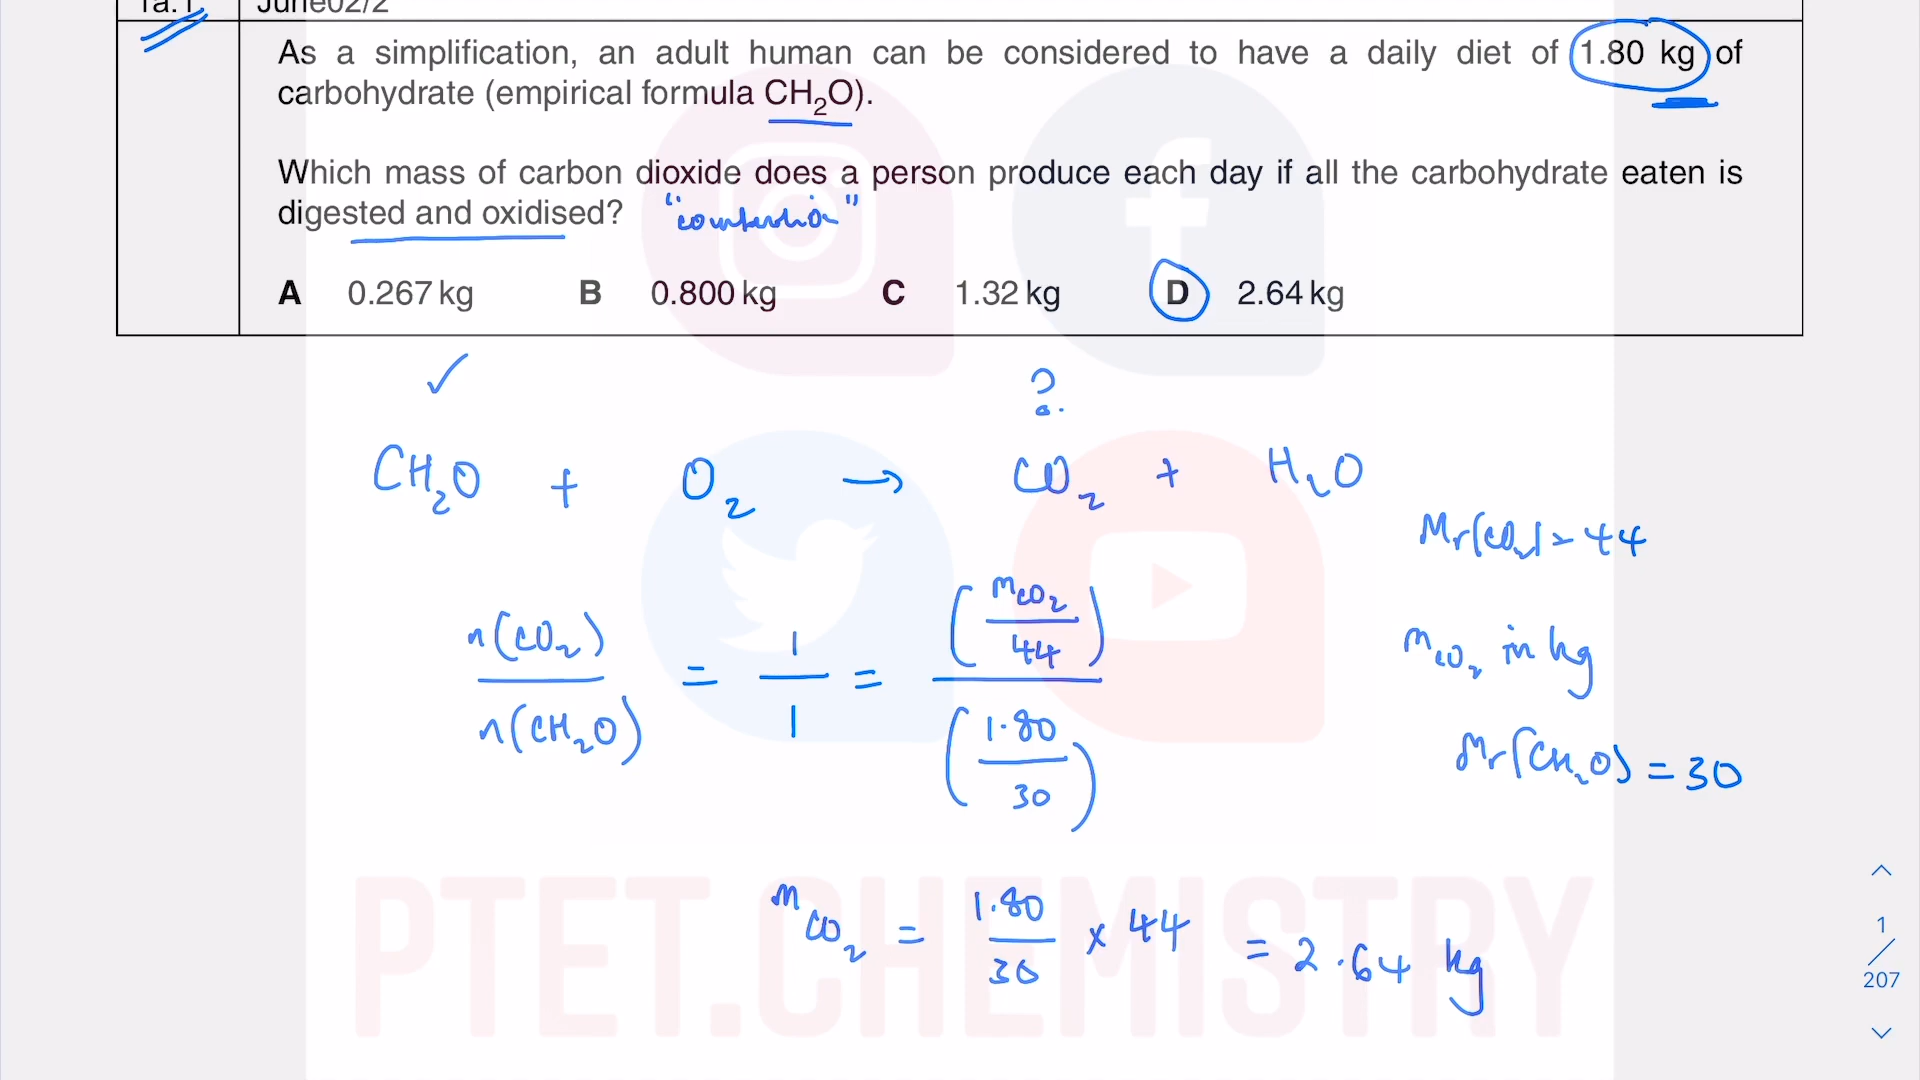 1a.1 June02/2
As a simplification, an adult human can be considered to have a daily diet of 1.80 kg of
carbohydrate (empirical formula CH₂O).
Which mass of carbon dioxide does a person produce each day if all the carbohydrate eaten is
digested and oxidised? "combustion"
A 0.267 kg B 0.800 kg C 1.32 kg D 2.64 kg
✓ ?
CH₂O + O₂ → CO₂ + H₂O
Mr(CO₂) = 44
n(CO₂) / n(CH₂O) = 1 / 1 = (mCO₂ / 44) / (1.80 / 30)
mCO₂ in kg
Mr(CH₂O) = 30
mCO₂ = 1.80 / 30 × 44 = 2.64 kg
PTET.CHEMISTRY
1 / 207